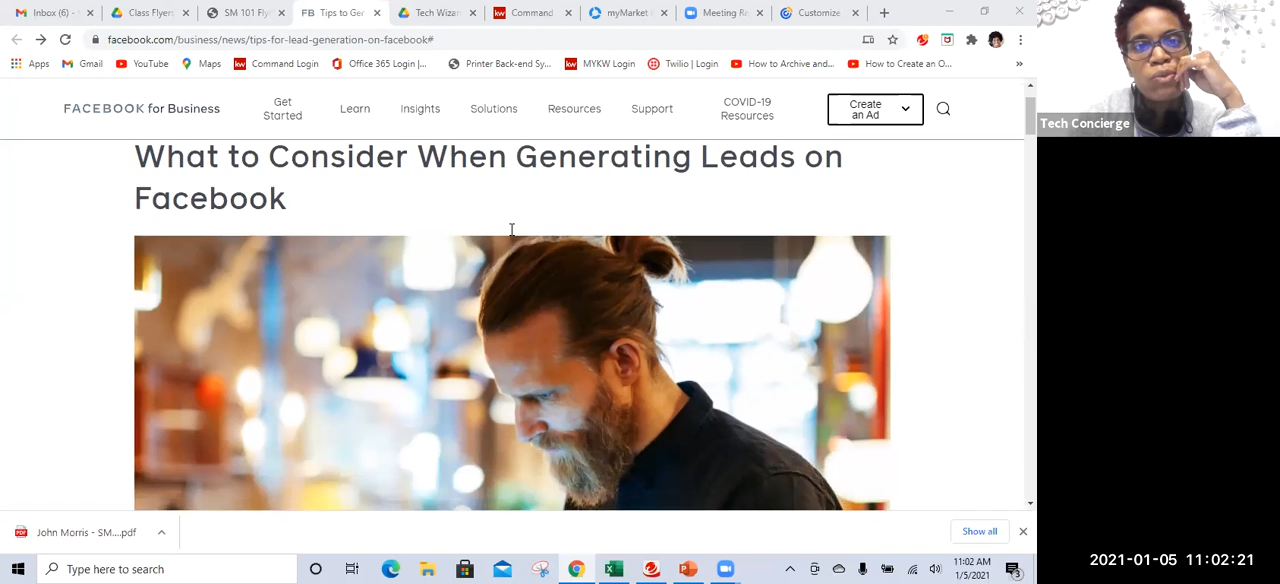 Inbox (6) -
Class Flyers
SM 101 Fly
FB Tips to Ger
Tech Wizar
Command
myMarket
Meeting R
Customize
facebook.com/business/news/tips-for-lead-generation-on-facebook#
Apps
Gmail
YouTube
Maps
kw Command Login
Office 365 Login |...
Printer Back-end Sy...
kw MYKW Login
Twilio | Login
How to Archive and...
How to Create an O...
»
FACEBOOK for Business
Get Started
Learn
Insights
Solutions
Resources
Support
COVID-19 Resources
Create an Ad
Tech Concierge
What to Consider When Generating Leads on
Facebook
John Morris - SM....pdf
Show all
Type here to search
11:02 AM
1/5/2021
2021-01-05 11:02:21